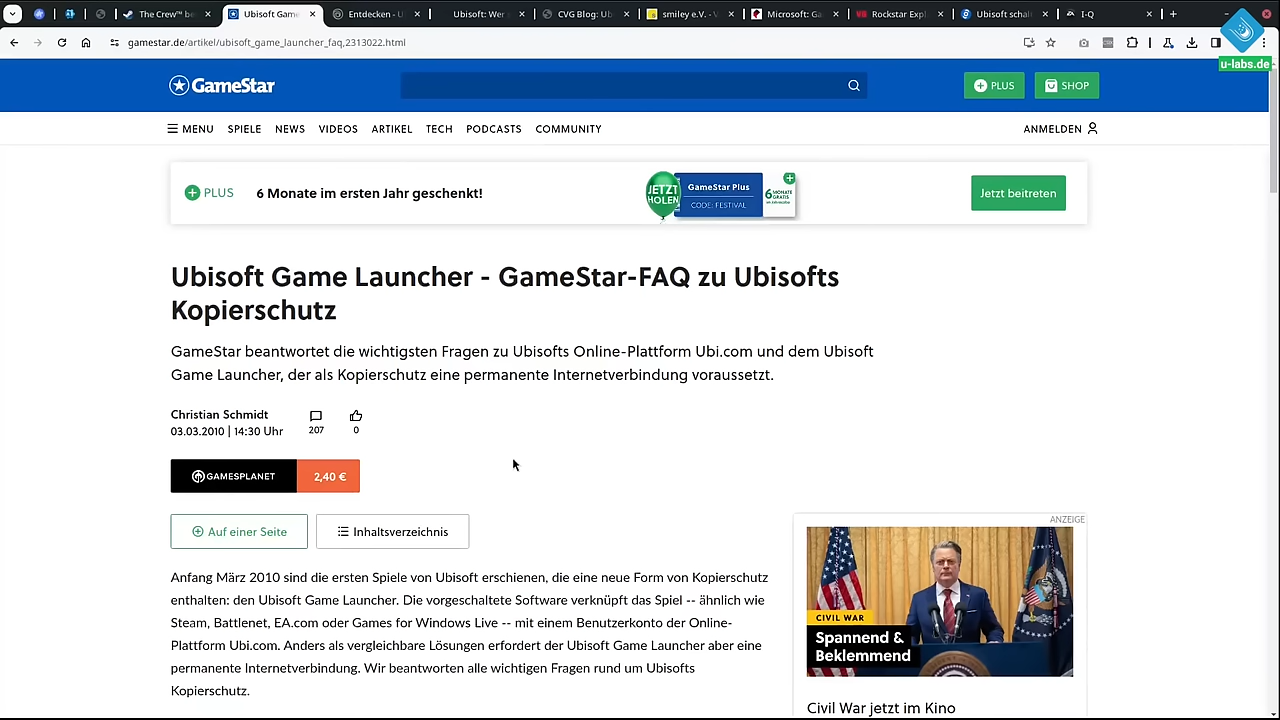 The Crew™ be
Ubisoft Game
Entdecken - U
Ubisoft: Wer s
CVG Blog: Ub
smiley e.V. - V
Microsoft: Ga
Rockstar Expl
Ubisoft schal
I-Q
gamestar.de/artikel/ubisoft_game_launcher_faq,2313022.html
u-labs.de
GameStar
PLUS
SHOP
MENU SPIELE NEWS VIDEOS ARTIKEL TECH PODCASTS COMMUNITY
ANMELDEN
PLUS
6 Monate im ersten Jahr geschenkt!
JETZT
HOLEN
GameStar Plus
CODE: FESTIVAL
6 MONATE
GRATIS
Jetzt beitreten
Ubisoft Game Launcher - GameStar-FAQ zu Ubisofts
Kopierschutz
GameStar beantwortet die wichtigsten Fragen zu Ubisofts Online-Plattform Ubi.com und dem Ubisoft
Game Launcher, der als Kopierschutz eine permanente Internetverbindung voraussetzt.
Christian Schmidt
03.03.2010 | 14:30 Uhr
207
0
GAMESPLANET
2,40 €
Auf einer Seite
Inhaltsverzeichnis
Anfang März 2010 sind die ersten Spiele von Ubisoft erschienen, die eine neue Form von Kopierschutz
enthalten: den Ubisoft Game Launcher. Die vorgeschaltete Software verknüpft das Spiel -- ähnlich wie
Steam, Battlenet, EA.com oder Games for Windows Live -- mit einem Benutzerkonto der Online-
Plattform Ubi.com. Anders als vergleichbare Lösungen erfordert der Ubisoft Game Launcher aber eine
permanente Internetverbindung. Wir beantworten alle wichtigen Fragen rund um Ubisofts
Kopierschutz.
ANZEIGE
CIVIL WAR
Spannend &
Beklemmend
Civil War jetzt im Kino